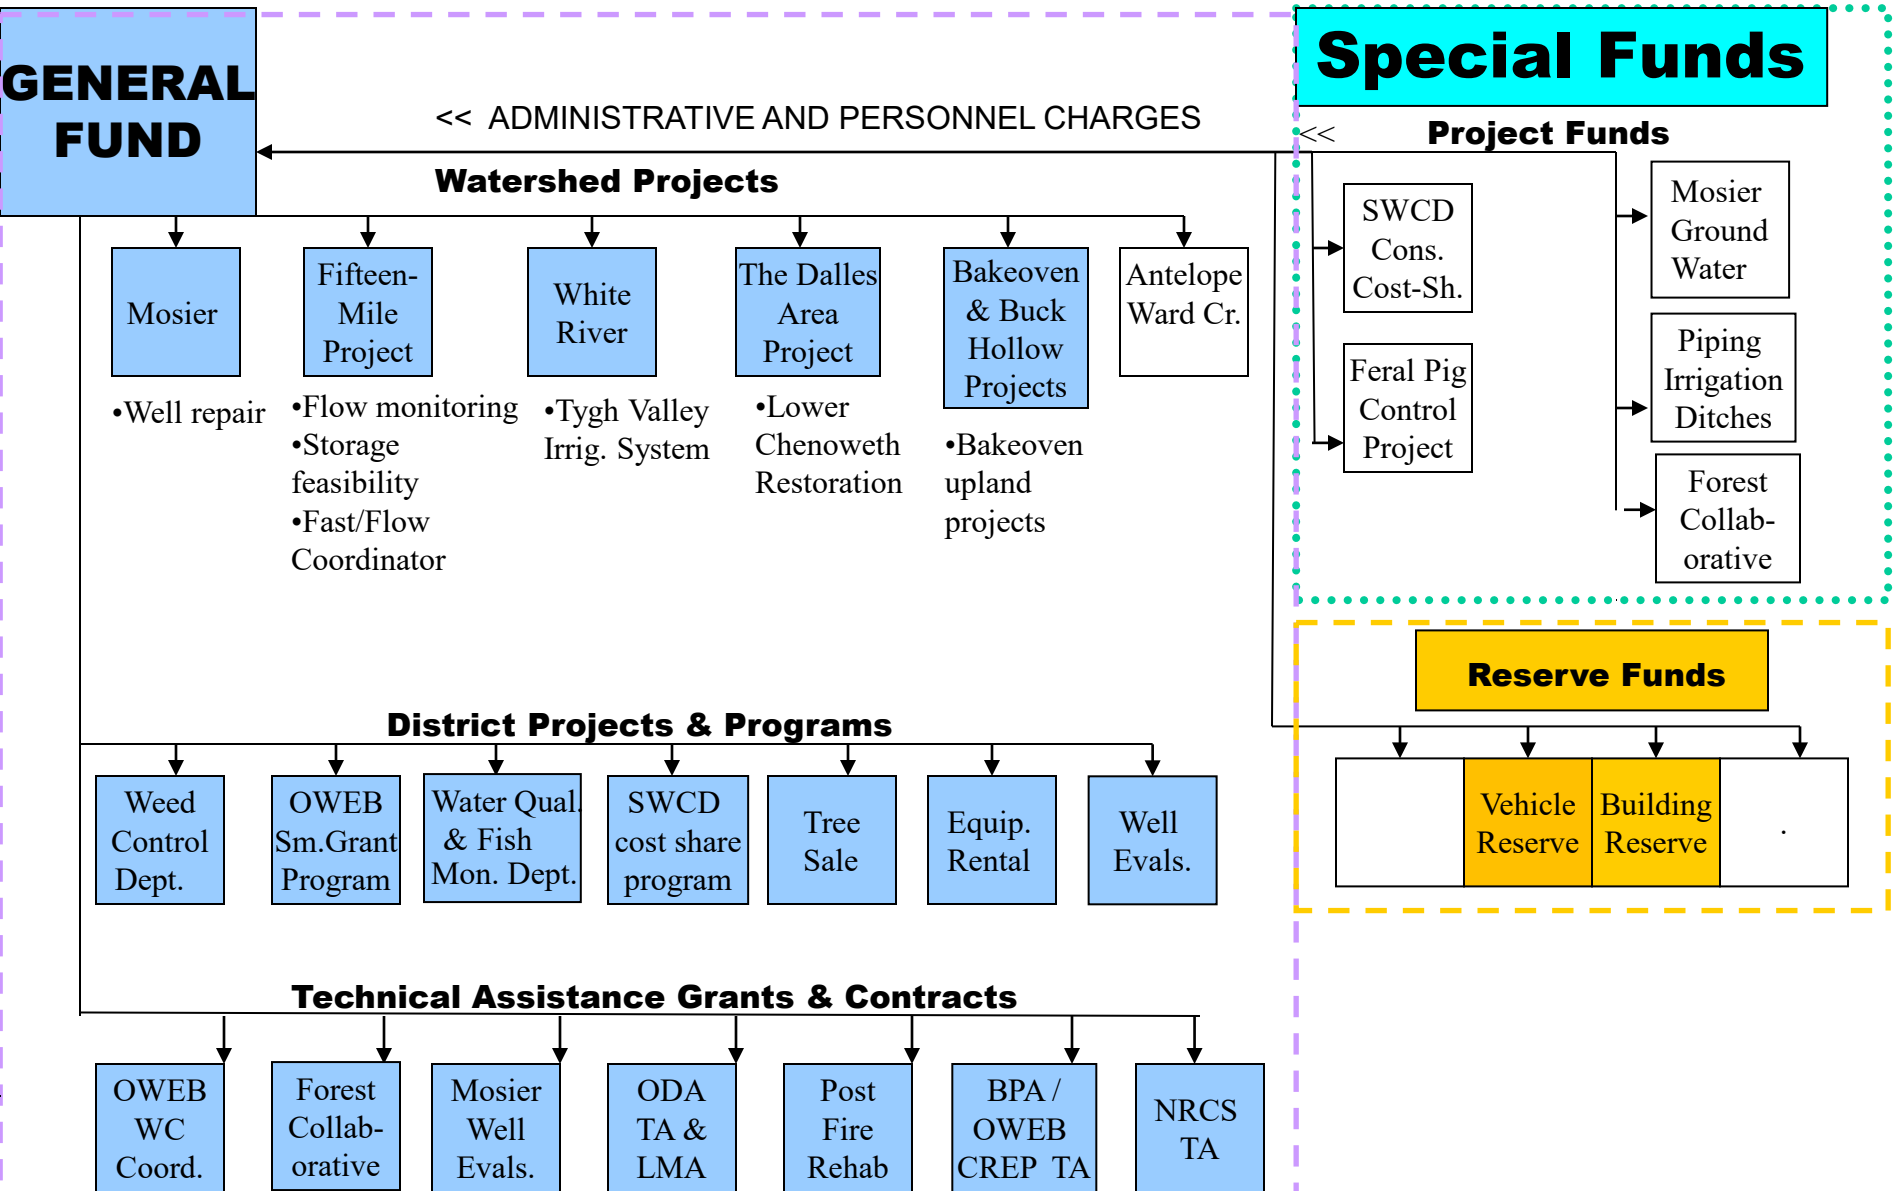 GENERAL
FUND
<< ADMINISTRATIVE AND PERSONNEL CHARGES
Special Funds
<< Project Funds
Watershed Projects
Mosier
Fifteen-
Mile
Project
White
River
The Dalles
Area
Project
Bakeoven
& Buck
Hollow
Projects
Antelope
Ward Cr.
•Well repair
•Flow monitoring
•Storage
feasibility
•Fast/Flow
Coordinator
•Tygh Valley
Irrig. System
•Lower
Chenoweth
Restoration
•Bakeoven
upland
projects
SWCD
Cons.
Cost-Sh.
Feral Pig
Control
Project
Mosier
Ground
Water
Piping
Irrigation
Ditches
Forest
Collab-
orative
Reserve Funds
Vehicle
Reserve
Building
Reserve
.
District Projects & Programs
Weed
Control
Dept.
OWEB
Sm.Grant
Program
Water Qual.
& Fish
Mon. Dept.
SWCD
cost share
program
Tree
Sale
Equip.
Rental
Well
Evals.
Technical Assistance Grants & Contracts
OWEB
WC
Coord.
Forest
Collab-
orative
Mosier
Well
Evals.
ODA
TA &
LMA
Post
Fire
Rehab
BPA /
OWEB
CREP TA
NRCS
TA